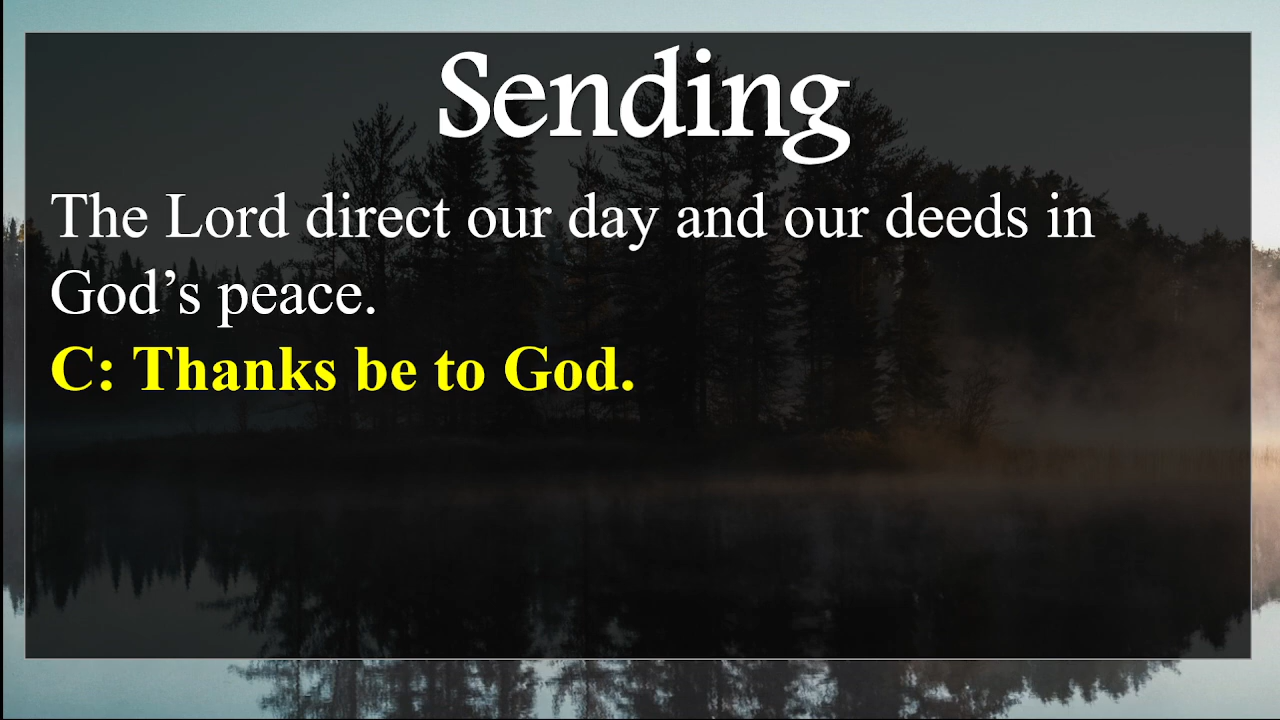 Sending
The Lord direct our day and our deeds in
God’s peace.
C: Thanks be to God.